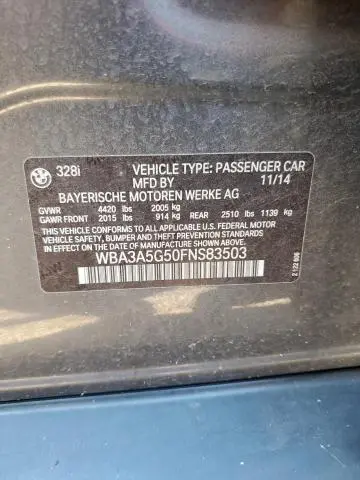 BMW
328i
VEHICLE TYPE: PASSENGER CAR
MFD BY 11/14
BAYERISCHE MOTOREN WERKE AG
GVWR 4420 lbs 2005 kg
GAWR FRONT 2015 lbs 914 kg REAR 2510 lbs 1139 kg
THIS VEHICLE CONFORMS TO ALL APPLICABLE U.S. FEDERAL MOTOR
VEHICLE SAFETY, BUMPER, AND THEFT PREVENTION STANDARDS
IN EFFECT ON THE DATE OF MANUFACTURE SHOWN ABOVE.
WBA3A5G50FNS83503